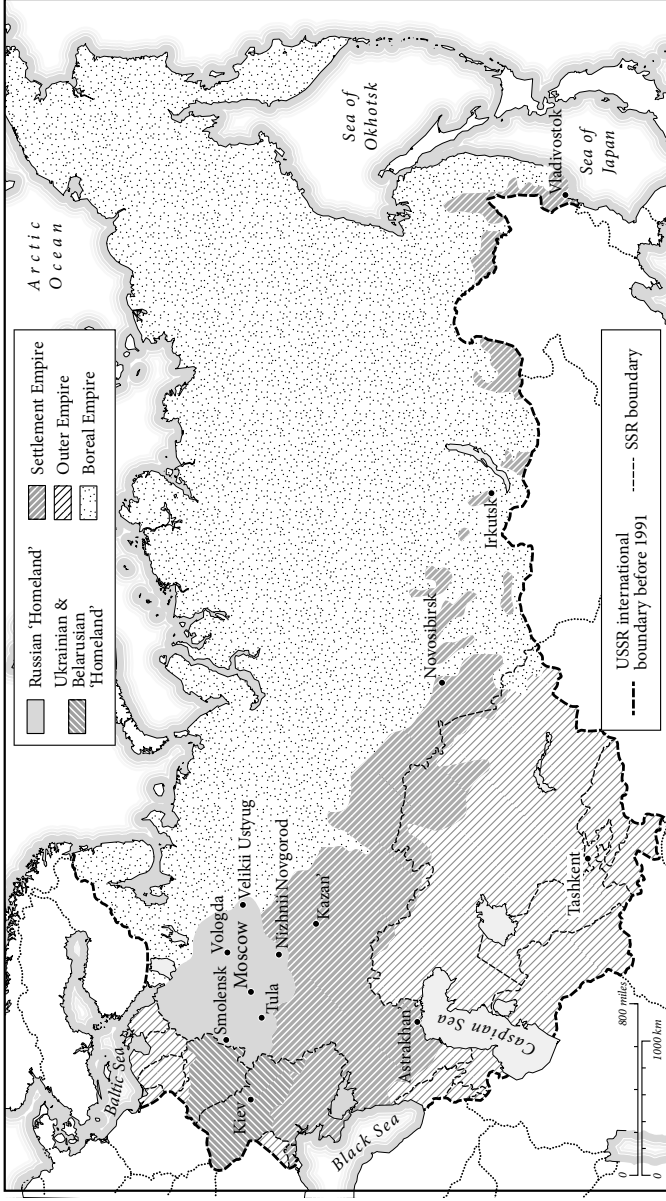 Arctic
Ocean
Sea of
Okhotsk
Sea of
Japan
Vladivostok
Russian ‘Homeland’
Ukrainian &
Belarusian
‘Homeland’
Settlement Empire
Outer Empire
Boreal Empire
Irkutsk
Novosibirsk
Velikii Ustyug
Vologda
Nizhnii Novgorod
Moscow
Kazan’
Smolensk
Tula
Baltic Sea
Kiev
Astrakhan’
Tashkent
Caspian Sea
Black Sea
USSR international
boundary before 1991
SSR boundary
0 800 miles
0 1000 km